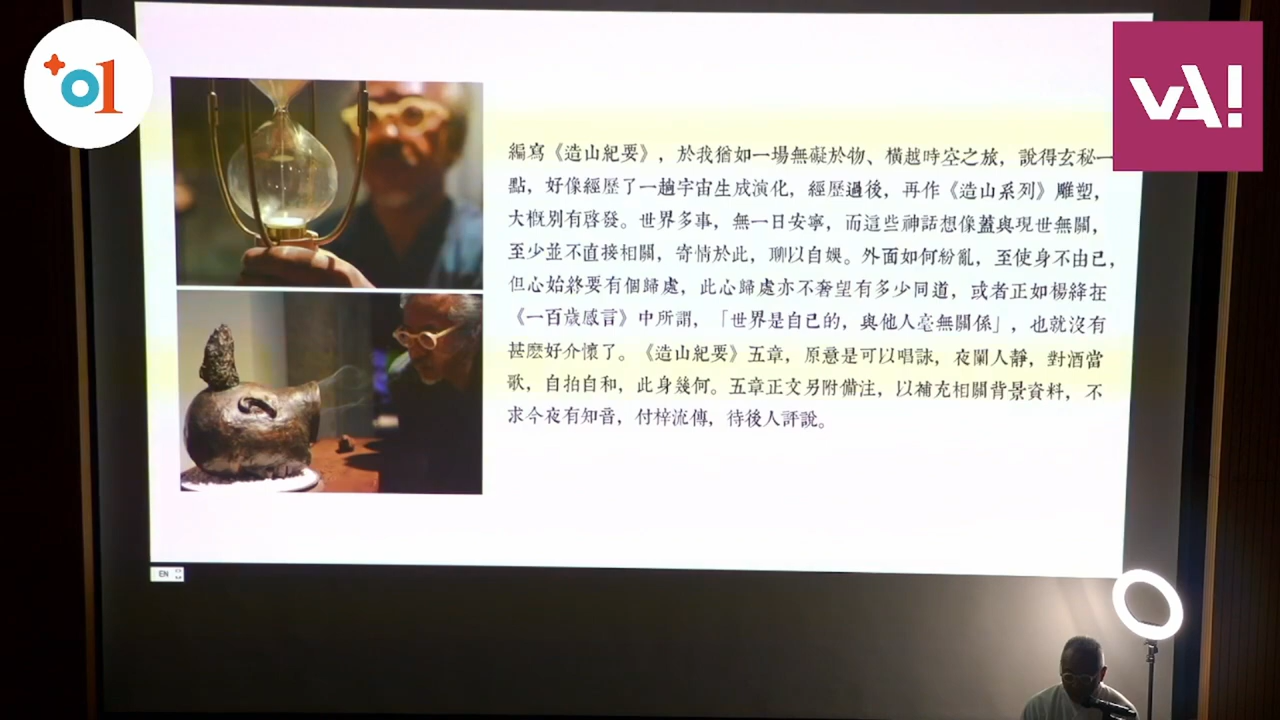 01
vA!
編寫《造山紀要》，於我猶如一場無礙於物、橫越時空之旅，說得玄秘一
點，好像經歷了一趟宇宙生成演化，經歷過後，再作《造山系列》雕塑，
大概別有啓發。世界多事，無一日安寧，而這些神話想像蓋與現世無關，
至少並不直接相關，寄情於此，聊以自娛。外面如何紛亂，至使身不由己，
但心始終要有個歸處，此心歸處亦不奢望有多少同道，或者正如楊絳在
《一百歲感言》中所謂，「世界是自己的，與他人毫無關係」，也就沒有
甚麽好介懷了。《造山紀要》五章，原意是可以唱詠，夜闌人靜，對酒當
歌，自拍自和，此身幾何。五章正文另附備注，以補充相關背景資料，不
求今夜有知音，付梓流傳，待後人評說。
EN